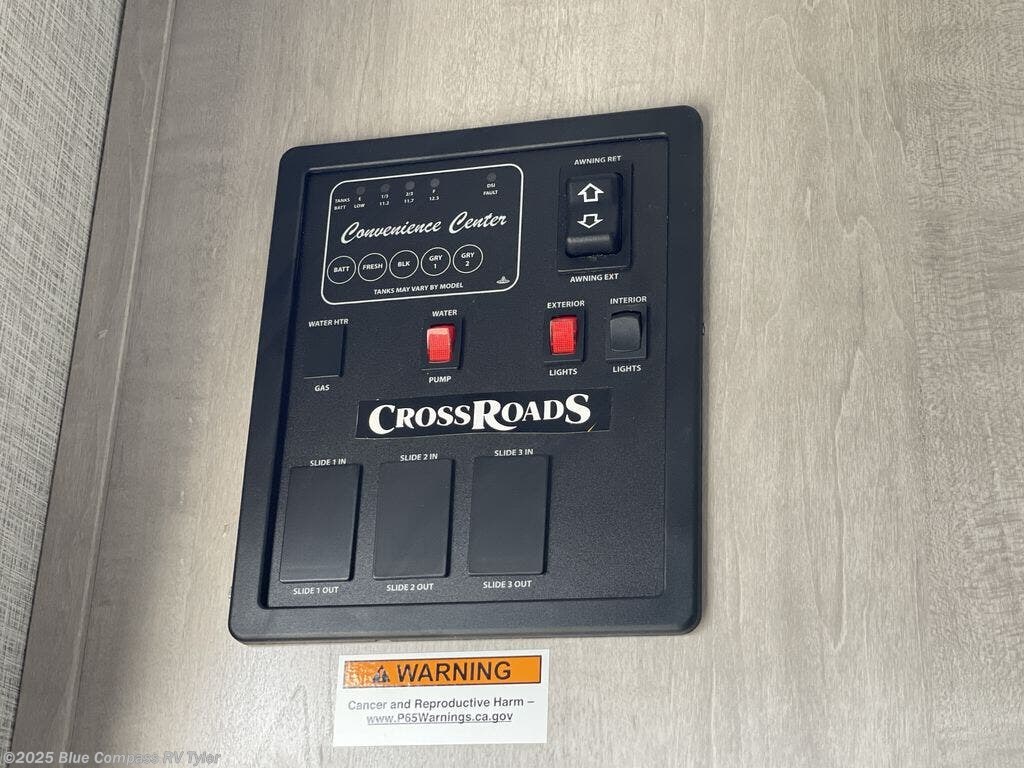 AWNING RET
TANKS E 1/3 2/3 F DSI
BATT LOW 11.2 11.7 12.5 FAULT
Convenience Center
BATT FRESH BLK GRY 1 GRY 2
TANKS MAY VARY BY MODEL
AWNING EXT
WATER HTR WATER EXTERIOR INTERIOR
GAS PUMP LIGHTS LIGHTS
CROSSROADS
SLIDE 1 IN SLIDE 2 IN SLIDE 3 IN
SLIDE 1 OUT SLIDE 2 OUT SLIDE 3 OUT
WARNING
Cancer and Reproductive Harm –
www.P65Warnings.ca.gov
©2025 Blue Compass RV Tyler